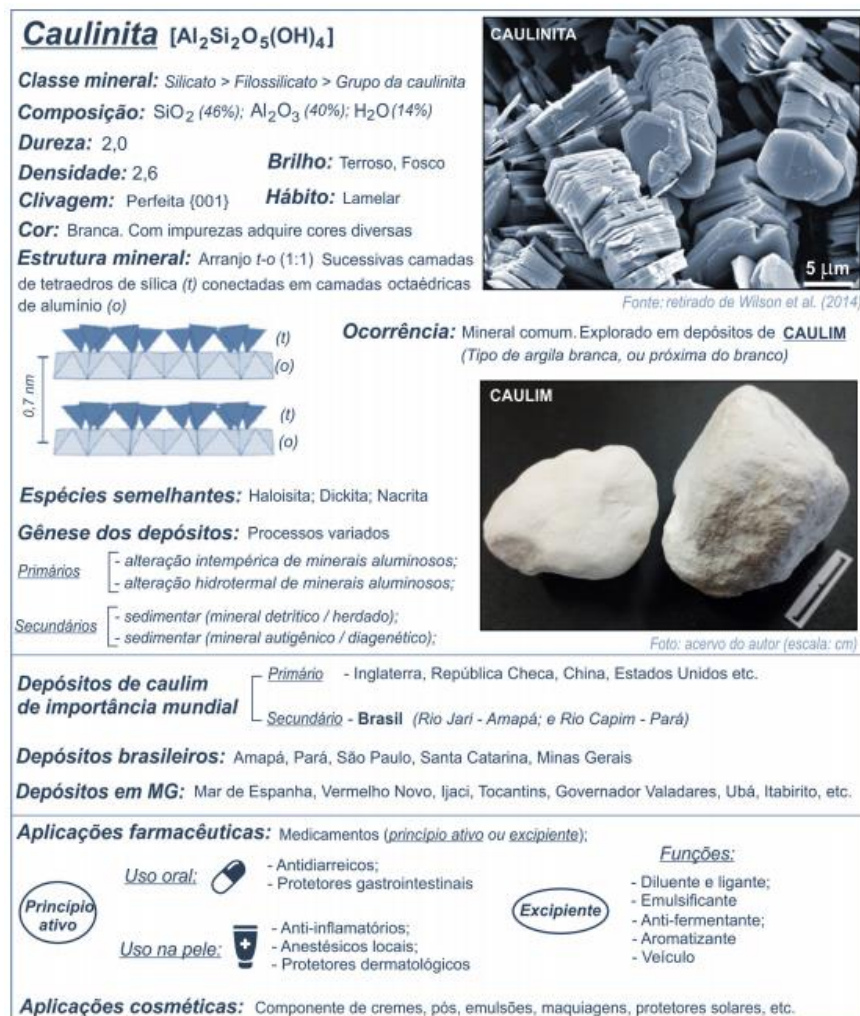 Caulinita [Al₂Si₂O₅(OH)₄]
Classe mineral: Silicato > Filossilicato > Grupo da caulinita
Composição: SiO₂ (46%); Al₂O₃ (40%); H₂O (14%)
Dureza: 2,0
Densidade: 2,6
Brilho: Terroso, Fosco
Clivagem: Perfeita {001}
Hábito: Lamelar
Cor: Branca. Com impurezas adquire cores diversas
Estrutura mineral: Arranjo t-o (1:1) Sucessivas camadas
de tetraedros de sílica (t) conectadas em camadas octaédricas
de alumínio (o)
CAULINITA
5 µm
Fonte: retirado de Wilson et al. (2014)
(t)
(o)
0,7 nm
(t)
(o)
Ocorrência: Mineral comum. Explorado em depósitos de CAULIM
(Tipo de argila branca, ou próxima do branco)
CAULIM
Foto: acervo do autor (escala: cm)
Espécies semelhantes: Haloisita; Dickita; Nacrita
Gênese dos depósitos: Processos variados
Primários
- alteração intempérica de minerais aluminosos;
- alteração hidrotermal de minerais aluminosos;
Secundários
- sedimentar (mineral detrítico / herdado);
- sedimentar (mineral autigênico / diagenético);
Depósitos de caulim
de importância mundial
Primário - Inglaterra, República Checa, China, Estados Unidos etc.
Secundário - Brasil (Rio Jari - Amapá; e Rio Capim - Pará)
Depósitos brasileiros: Amapá, Pará, São Paulo, Santa Catarina, Minas Gerais
Depósitos em MG: Mar de Espanha, Vermelho Novo, Ijaci, Tocantins, Governador Valadares, Ubá, Itabirito, etc.
Aplicações farmacêuticas: Medicamentos (princípio ativo ou excipiente);
Princípio
ativo
Uso oral:
- Antidiarreicos;
- Protetores gastrointestinais
Uso na pele:
- Anti-inflamatórios;
- Anestésicos locais;
- Protetores dermatológicos
Excipiente
Funções:
- Diluente e ligante;
- Emulsificante
- Anti-fermentante;
- Aromatizante
- Veículo
Aplicações cosméticas: Componente de cremes, pós, emulsões, maquiagens, protetores solares, etc.